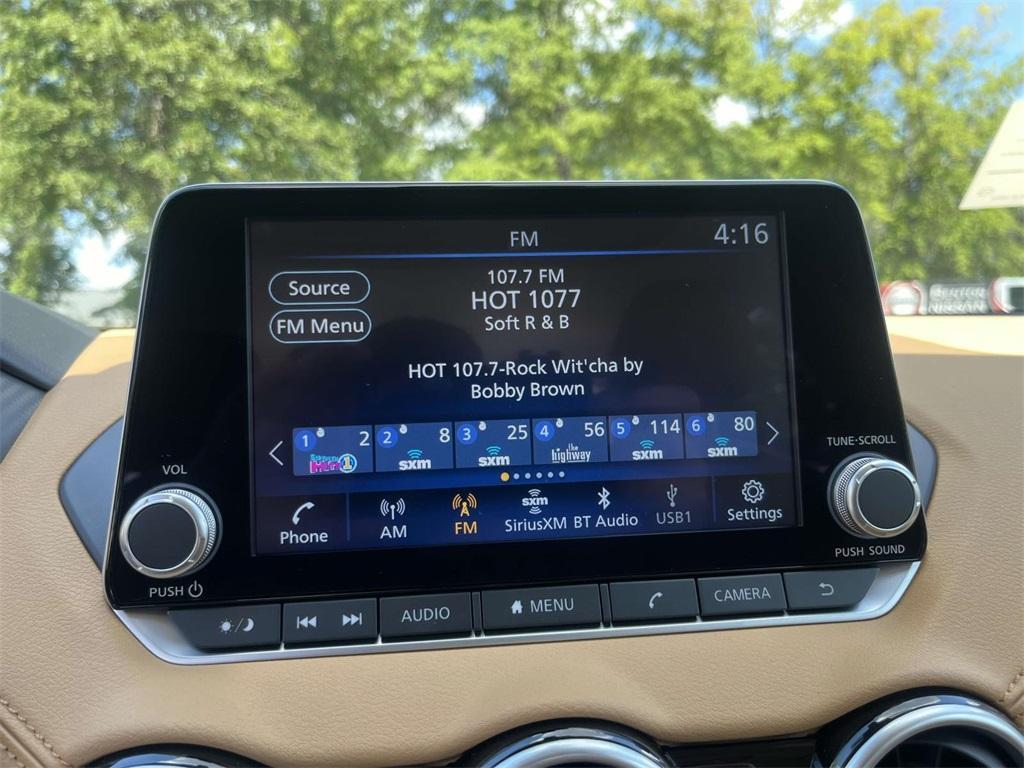 FM
4:16
Source
FM Menu
107.7 FM
HOT 1077
Soft R & B
HOT 107.7-Rock Wit'cha by
Bobby Brown
1 2
2 8
sxm
3 25
sxm
4 56
the
highway
5 114
sxm
6 80
sxm
Phone
AM
FM
sxm
SiriusXM
BT Audio
USB1
Settings
VOL
PUSH
TUNE·SCROLL
PUSH SOUND
AUDIO
MENU
CAMERA
NISSAN